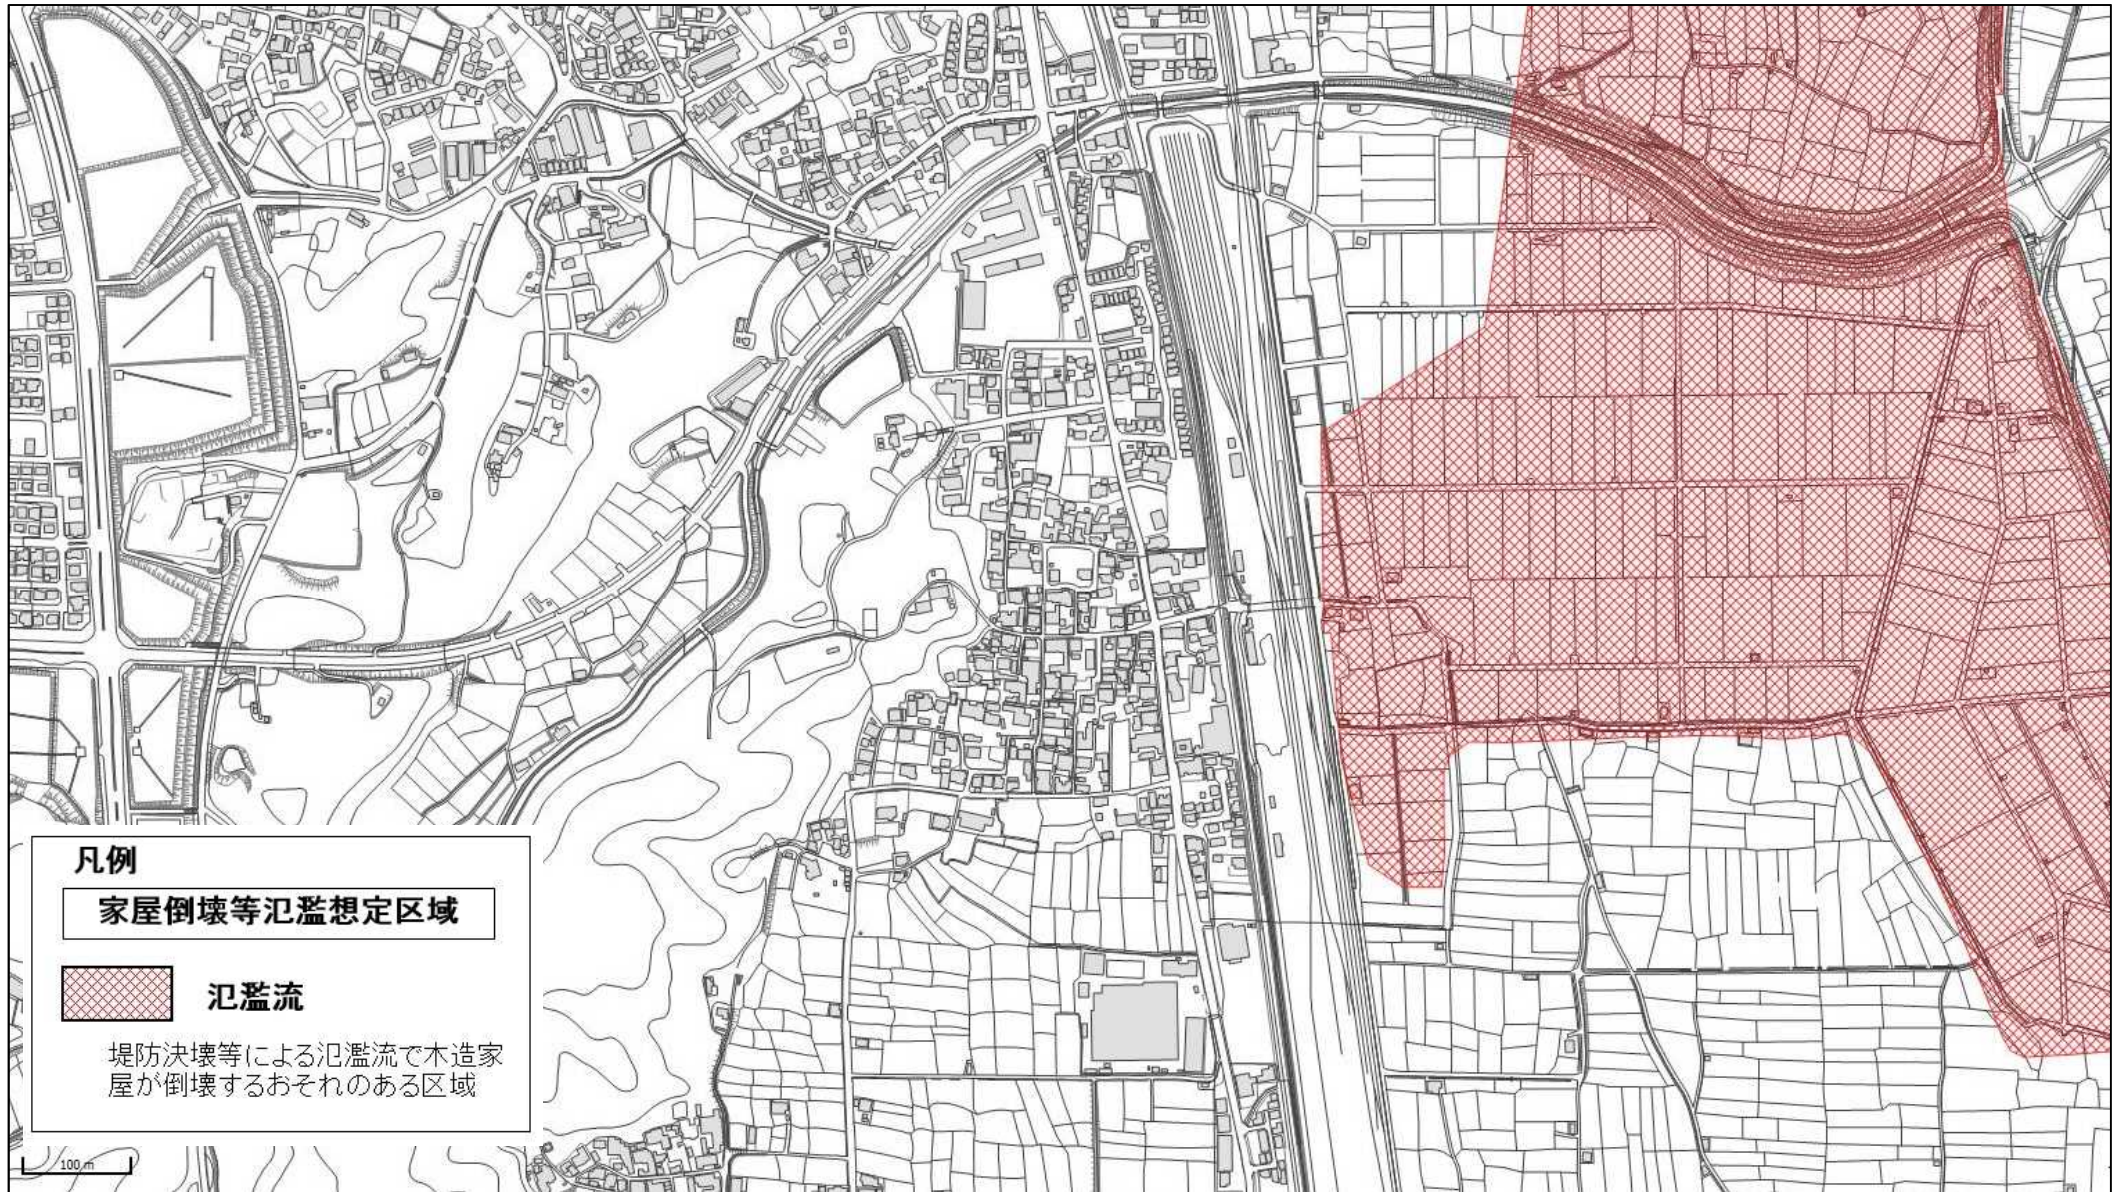 凡例
家屋倒壊等氾濫想定区域
氾濫流
堤防決壊等による氾濫流で木造家
屋が倒壊するおそれのある区域
100 m